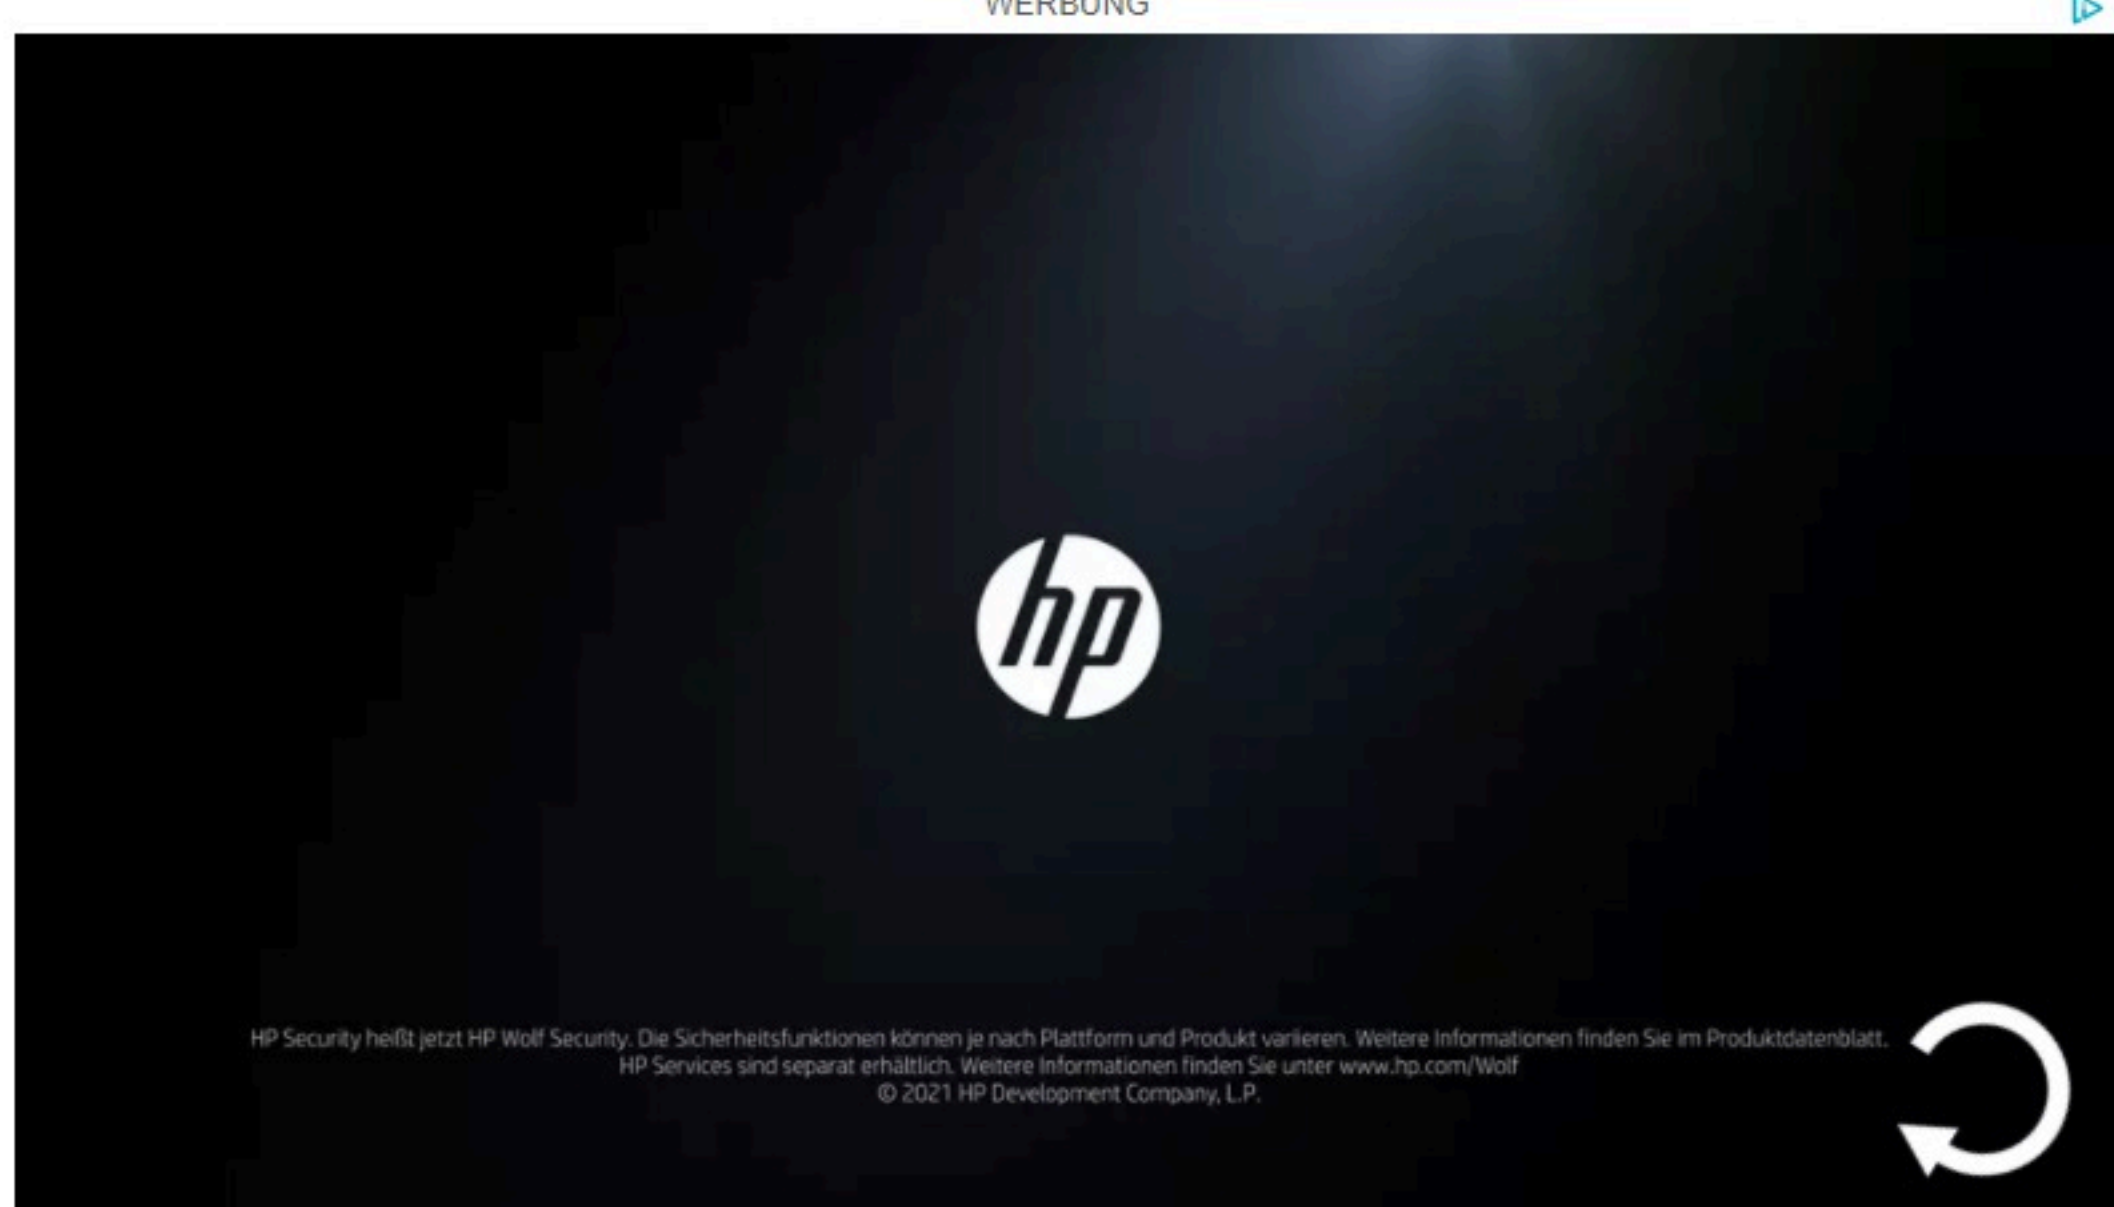 WERBUNG
hp
HP Security heißt jetzt HP Wolf Security. Die Sicherheitsfunktionen können je nach Plattform und Produkt variieren. Weitere Informationen finden Sie im Produktdatenblatt.
HP Services sind separat erhältlich. Weitere Informationen finden Sie unter www.hp.com/Wolf
© 2021 HP Development Company, L.P.